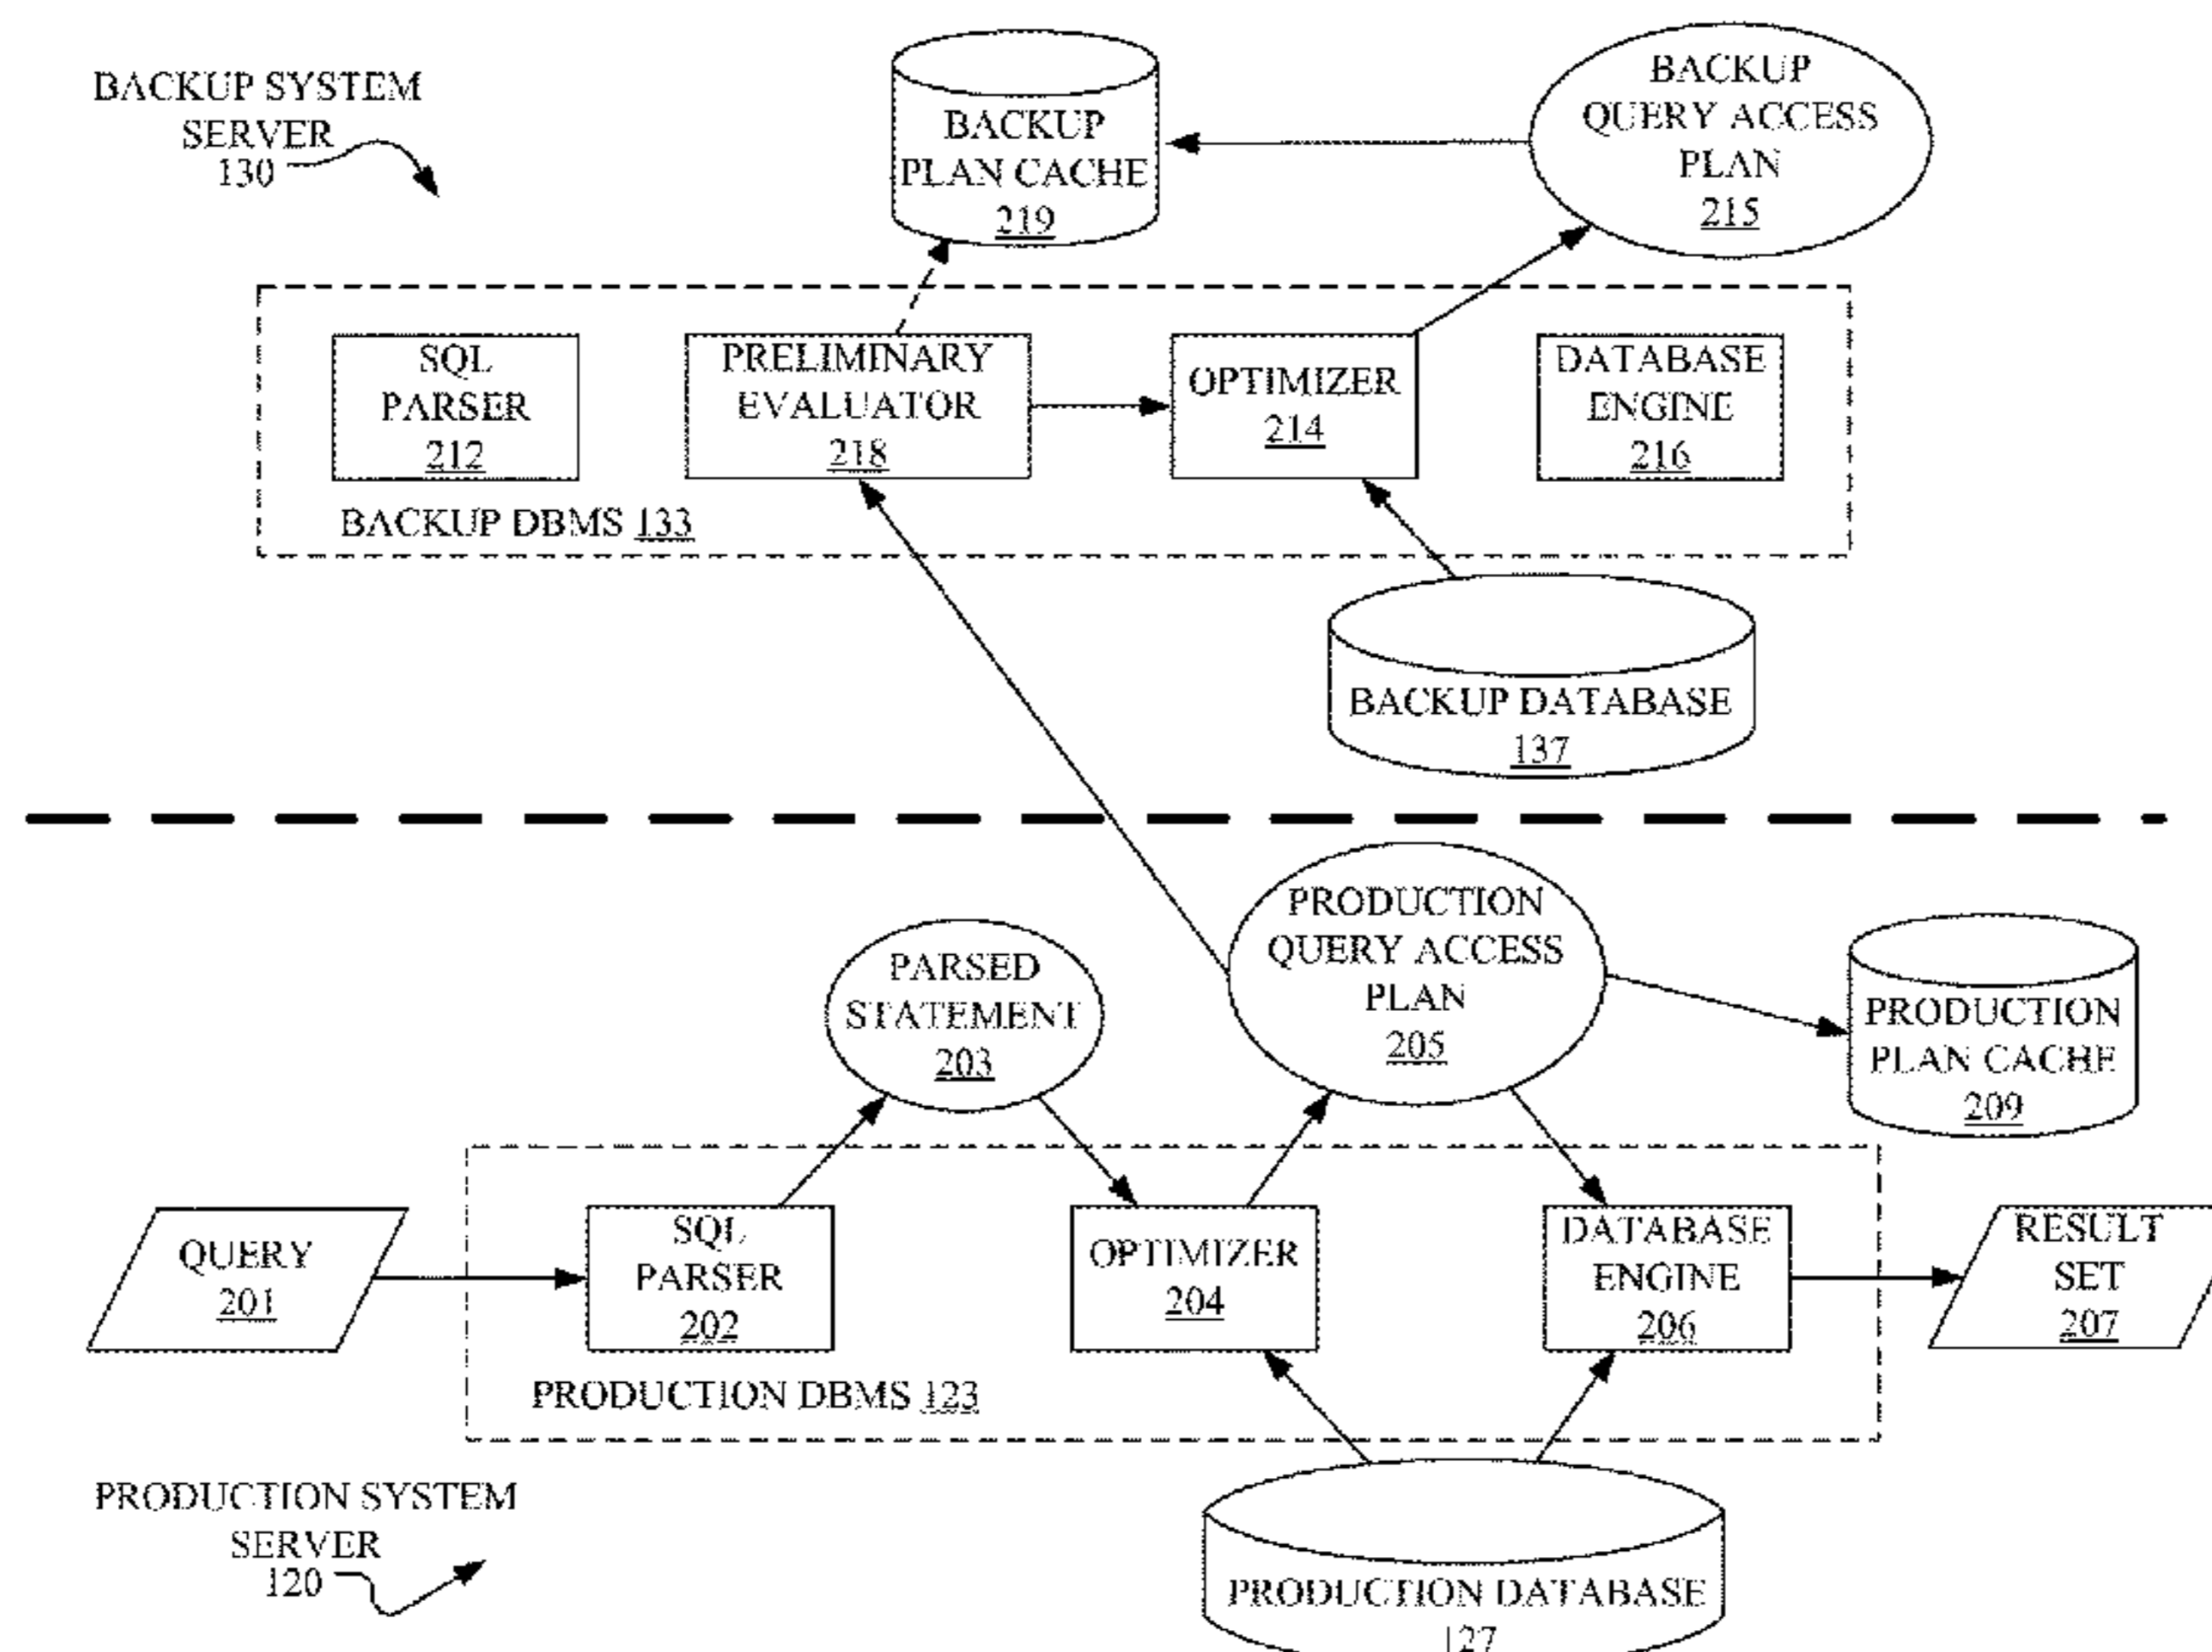 BACKUP SYSTEM
SERVER
130
BACKUP
PLAN CACHE
219
BACKUP
QUERY ACCESS
PLAN
215
SQL
PARSER
212
PRELIMINARY
EVALUATOR
218
OPTIMIZER
214
DATABASE
ENGINE
216
BACKUP DBMS 133
BACKUP DATABASE
137
PARSED
STATEMENT
203
PRODUCTION
QUERY ACCESS
PLAN
205
PRODUCTION
PLAN CACHE
209
QUERY
201
SQL
PARSER
202
OPTIMIZER
204
DATABASE
ENGINE
206
RESULT
SET
207
PRODUCTION DBMS 123
PRODUCTION SYSTEM
SERVER
120
PRODUCTION DATABASE
127